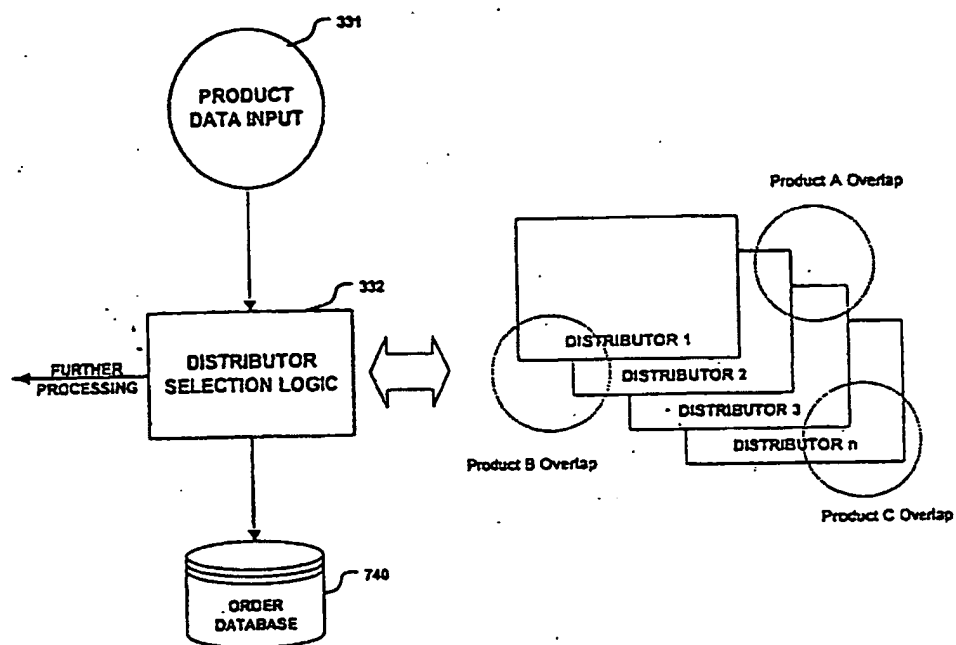 331
PRODUCT
DATA INPUT
Product A Overlap
332
DISTRIBUTOR
SELECTION LOGIC
FURTHER
PROCESSING
DISTRIBUTOR 1
DISTRIBUTOR 2
DISTRIBUTOR 3
DISTRIBUTOR n
Product B Overlap
Product C Overlap
740
ORDER
DATABASE